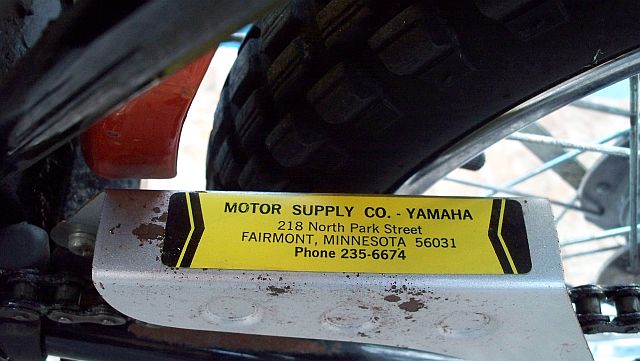 MOTOR SUPPLY CO. - YAMAHA
218 North Park Street
FAIRMONT, MINNESOTA 56031
Phone 235-6674